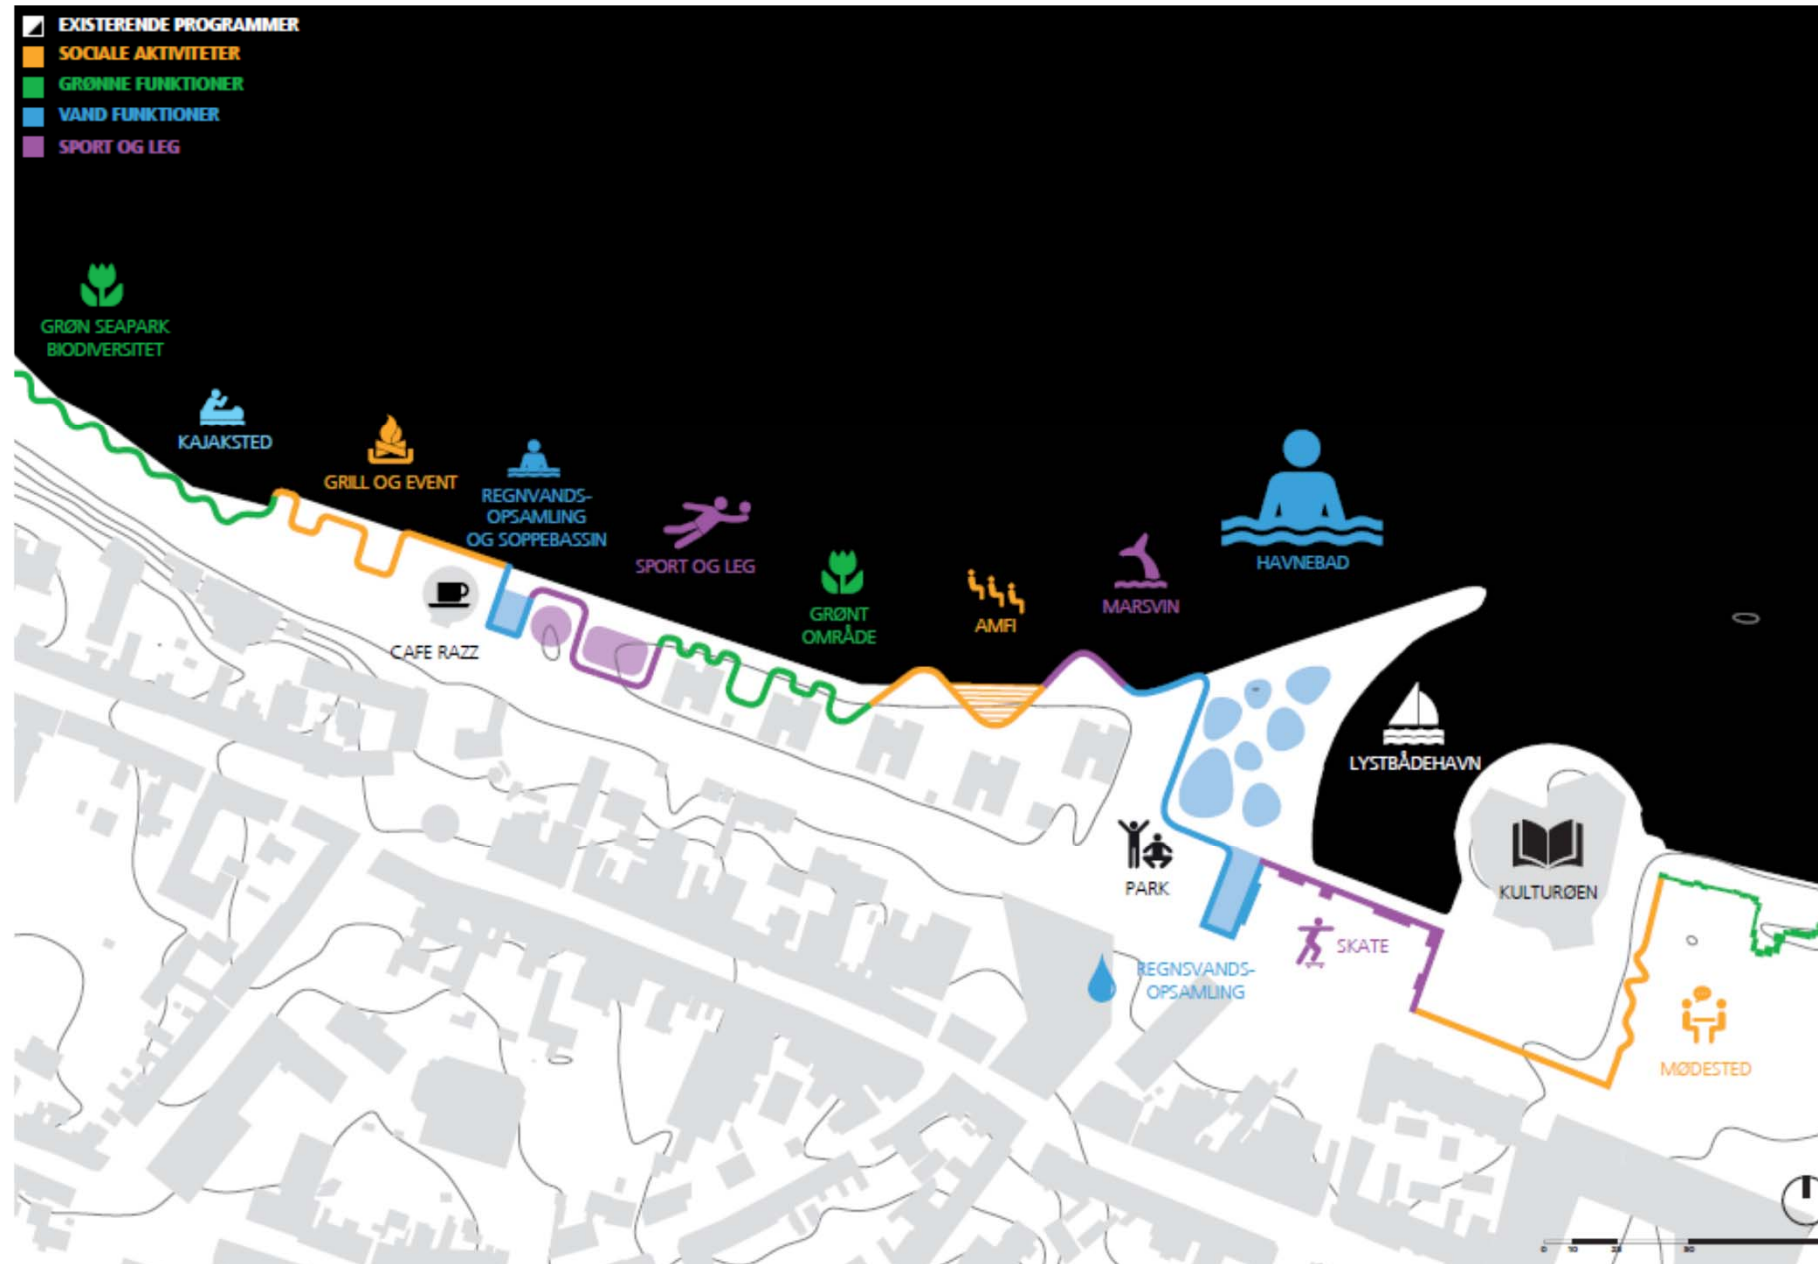 EXISTERENDE PROGRAMMER
SOCIALE AKTIVITETER
GRØNNE FUNKTIONER
VAND FUNKTIONER
SPORT OG LEG
GRØN SEAPARK
BIODIVERSITET
KAJAKSTED
GRILL OG EVENT
REGNVANDS-
OPSAMLING
OG SOPPEBASSIN
SPORT OG LEG
GRØNT
OMRÅDE
AMFI
MARSVIN
HAVNEBAD
CAFE RAZZ
LYSTBÅDEHAVN
PARK
KULTURØEN
SKATE
REGNSVANDS-
OPSAMLING
MØDESTED
0 10